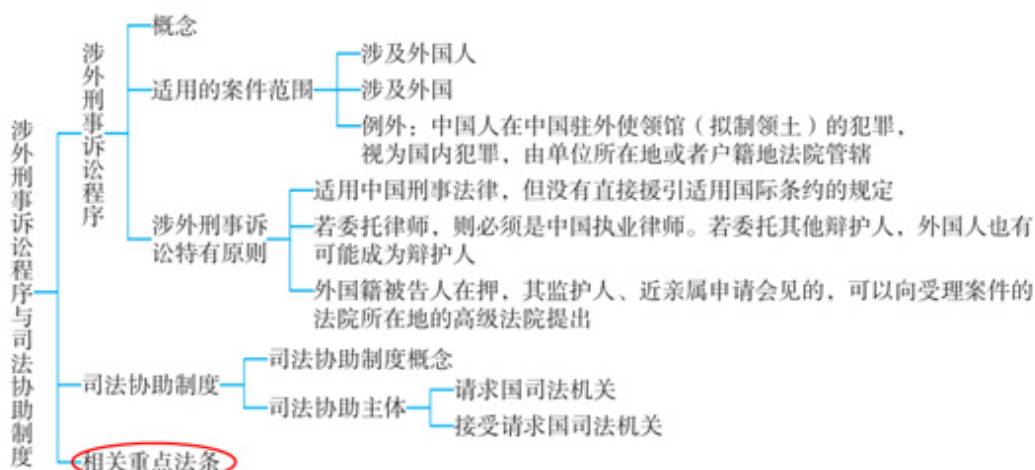 涉外刑事诉讼程序与司法协助制度
涉外刑事诉讼程序
概念
适用的案件范围
涉及外国人
涉及外国
例外：中国人在中国驻外使领馆（拟制领土）的犯罪，
视为国内犯罪，由单位所在地或者户籍地法院管辖
涉外刑事诉
讼特有原则
适用中国刑事法律，但没有直接援引适用国际条约的规定
若委托律师，则必须是中国执业律师。若委托其他辩护人，外国人也有
可能成为辩护人
外国籍被告人在押，其监护人、近亲属申请会见的，可以向受理案件的
法院所在地的高级法院提出
司法协助制度
司法协助制度概念
司法协助主体
请求国司法机关
接受请求国司法机关
相关重点法条